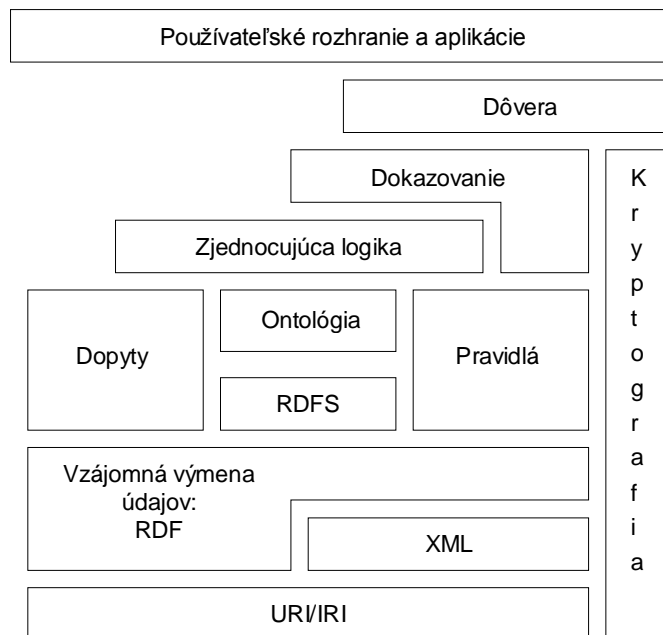 Používateľské rozhranie a aplikácie
Dôvera
Dokazovanie
Zjednocujúca logika
Dopyty
Ontológia
RDFS
Pravidlá
Vzájomná výmena
údajov:
RDF
XML
URI/IRI
K
r
y
p
t
o
g
r
a
f
i
a